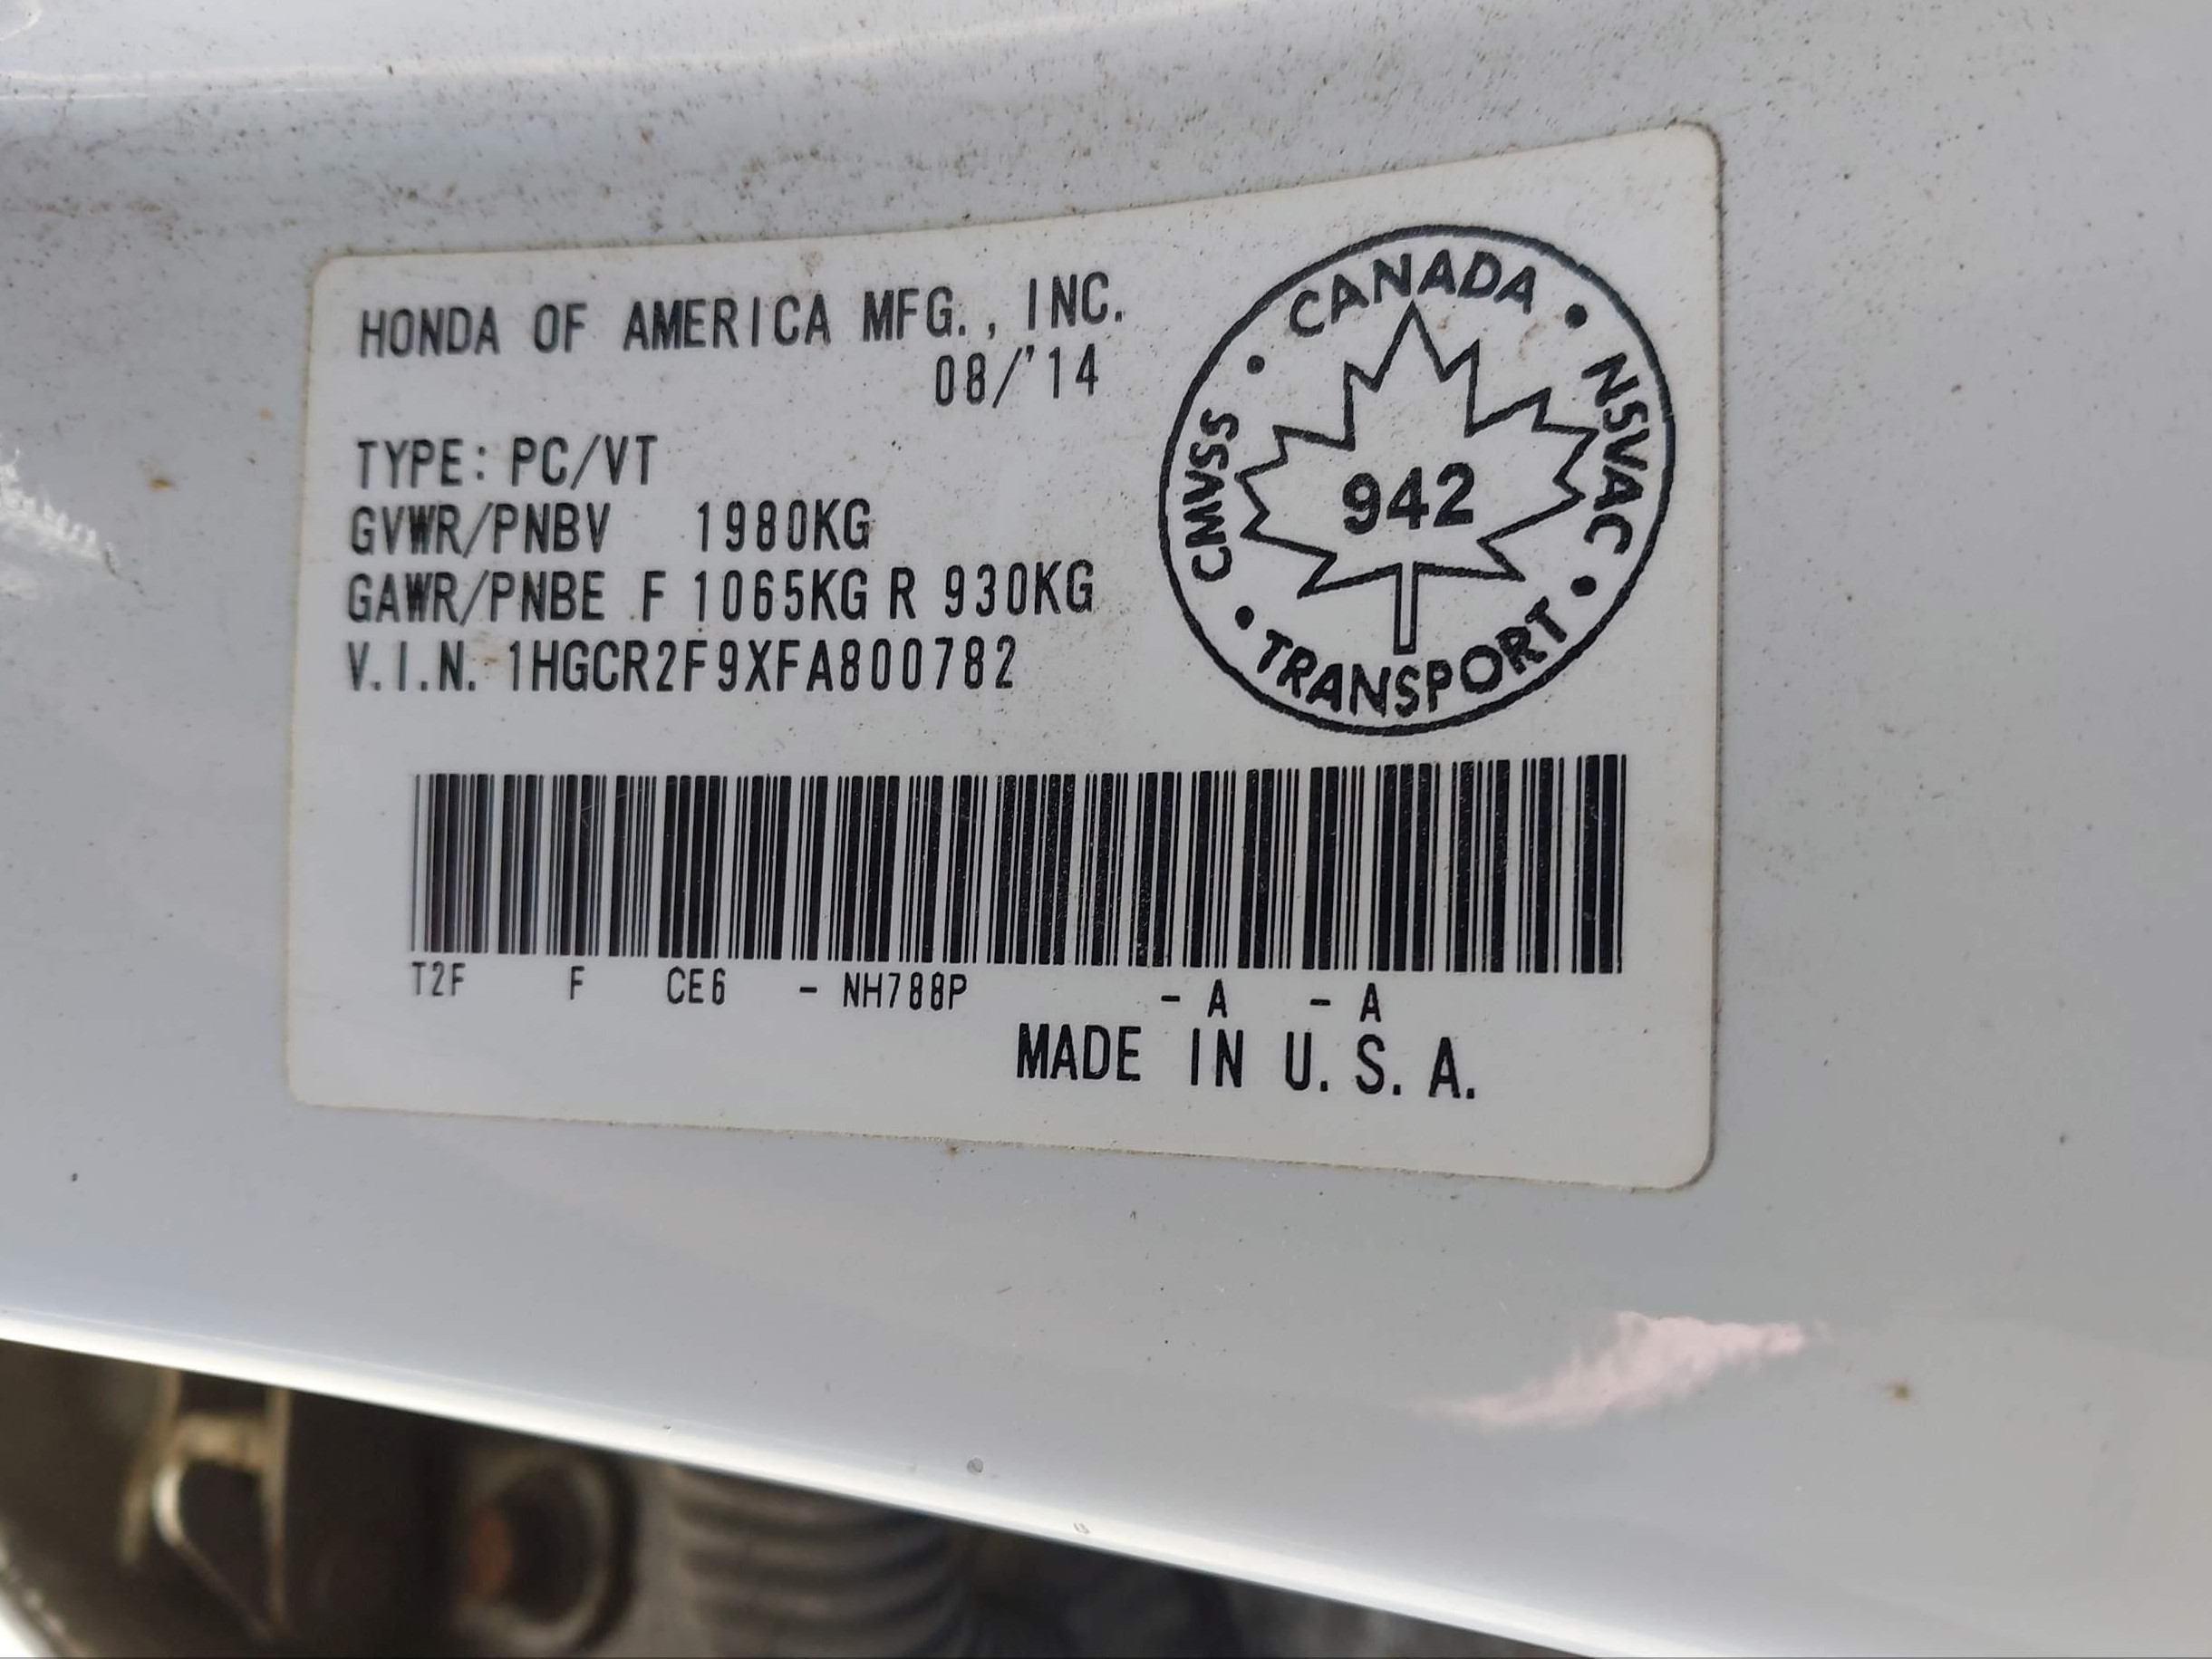 HONDA OF AMERICA MFG., INC.
08/'14
TYPE: PC/VT
GVWR/PNBV 1980KG
GAWR/PNBE F 1065KG R 930KG
V.I.N. 1HGCR2F9XFA800782
CANADA • NSVAC • TRANSPORT • CMVSS •
942
T2F F CE6 - NH788P - A - A
MADE IN U.S.A.